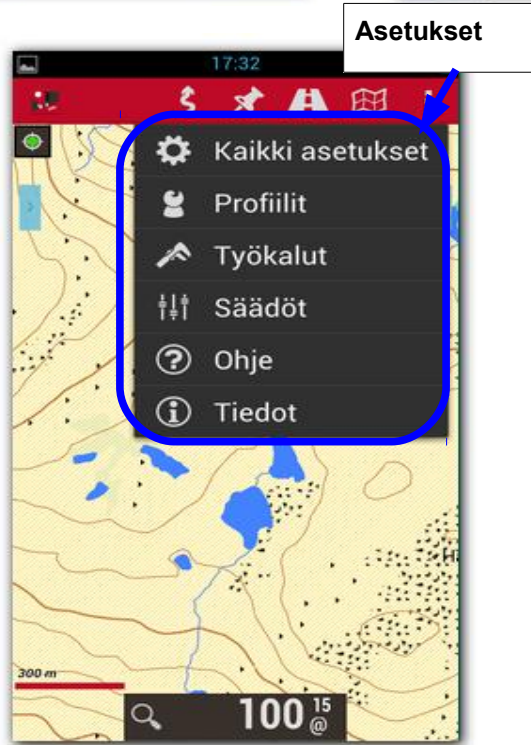 Asetukset
17:32
Kaikki asetukset
Profiilit
Työkalut
Säädöt
Ohje
Tiedot
300 m
100 15 @